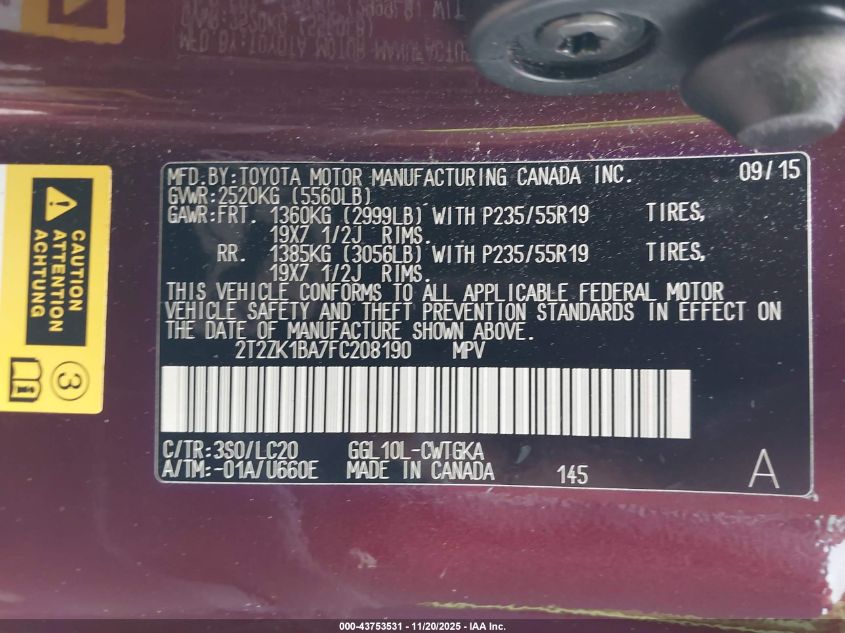 MFD.BY:TOYOTA MOTOR MANUFACTURING CANADA INC. 09/15
GVWR:2520KG (5560LB)
GAWR:FRT. 1360KG (2999LB) WITH P235/55R19 TIRES,
19X7 1/2J RIMS.
RR. 1385KG (3056LB) WITH P235/55R19 TIRES,
19X7 1/2J RIMS.
THIS VEHICLE CONFORMS TO ALL APPLICABLE FEDERAL MOTOR
VEHICLE SAFETY AND THEFT PREVENTION STANDARDS IN EFFECT ON
THE DATE OF MANUFACTURE SHOWN ABOVE.
2T2ZK1BA7FC208190 MPV
C/TR:3S0/LC20 GGL10L-CWTGKA
A/TM:-01A/U660E MADE IN CANADA 145 A
CAUTION
ATTENTION
ACHTUNG
3
000-43753531 - 11/20/2025 - IAA Inc.